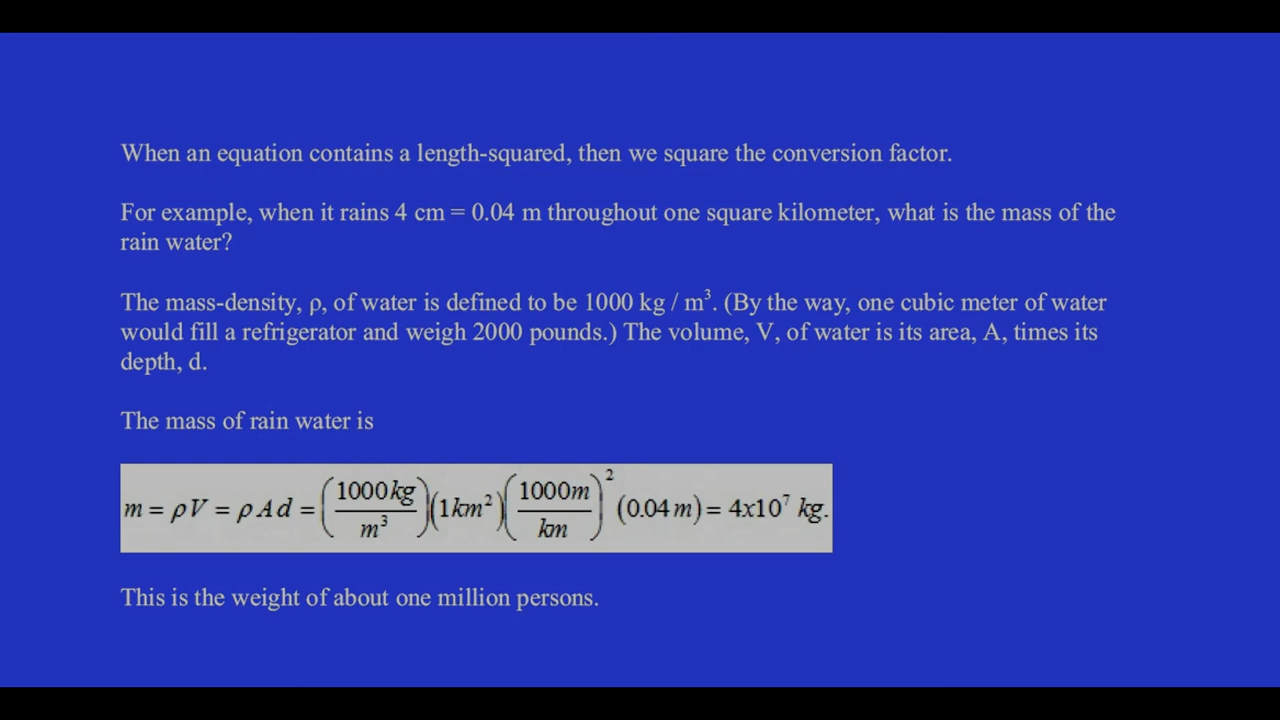 When an equation contains a length-squared, then we square the conversion factor.
For example, when it rains 4 cm = 0.04 m throughout one square kilometer, what is the mass of the
rain water?
The mass-density, ρ, of water is defined to be 1000 kg / m³. (By the way, one cubic meter of water
would fill a refrigerator and weigh 2000 pounds.) The volume, V, of water is its area, A, times its
depth, d.
The mass of rain water is
m = ρV = ρAd = (1000kg/m³)(1km²)(1000m/km)²(0.04m) = 4x10⁷ kg.
This is the weight of about one million persons.